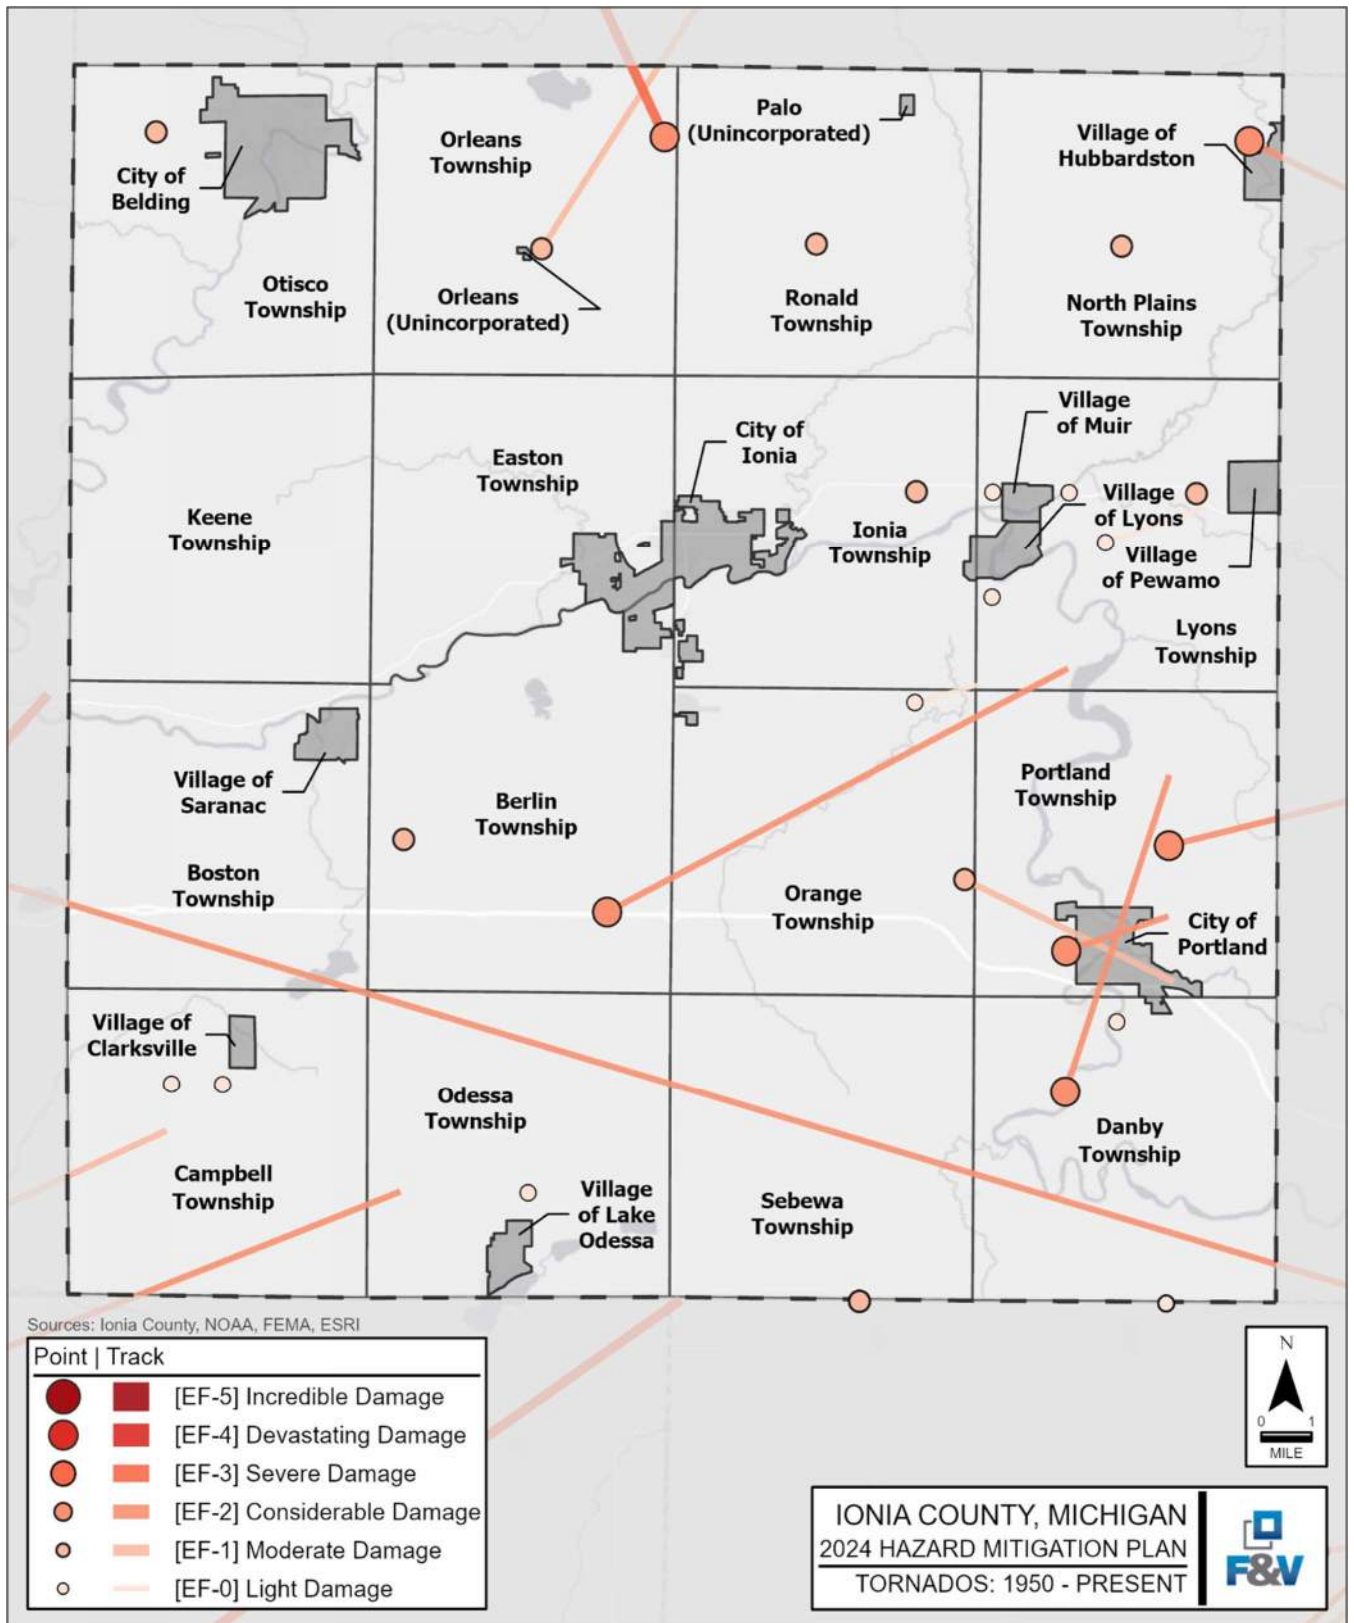 Palo
(Unincorporated)
Orleans
Township
Village of
Hubbardston
City of
Belding
Otisco
Township
Orleans
(Unincorporated)
Ronald
Township
North Plains
Township
Village
of Muir
City of
Ionia
Easton
Township
Keene
Township
Ionia
Township
Village
of Lyons
Village
of Pewamo
Lyons
Township
Village of
Saranac
Berlin
Township
Portland
Township
Boston
Township
Orange
Township
City of
Portland
Village of
Clarksville
Odessa
Township
Danby
Township
Campbell
Township
Village
of Lake
Odessa
Sebewa
Township
Sources: Ionia County, NOAA, FEMA, ESRI
Point | Track
[EF-5] Incredible Damage
[EF-4] Devastating Damage
[EF-3] Severe Damage
[EF-2] Considerable Damage
[EF-1] Moderate Damage
[EF-0] Light Damage
N
0 1
MILE
IONIA COUNTY, MICHIGAN
2024 HAZARD MITIGATION PLAN
TORNADOS: 1950 - PRESENT
F&V